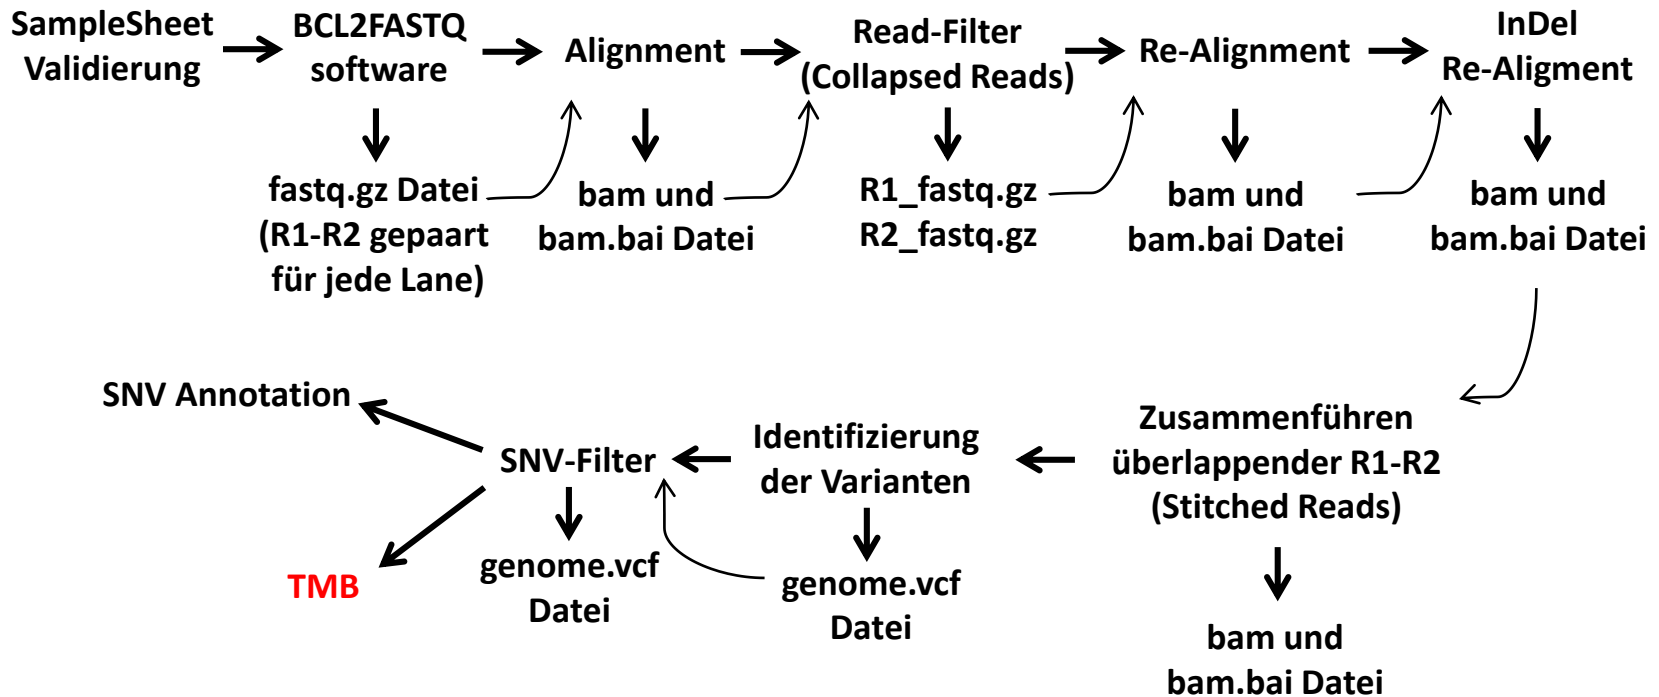 SampleSheet
Validierung
BCL2FASTQ
software
Alignment
Read-Filter
(Collapsed Reads)
Re-Alignment
InDel
Re-Aligment
fastq.gz Datei
(R1-R2 gepaart
für jede Lane)
bam und
bam.bai Datei
R1_fastq.gz
R2_fastq.gz
bam und
bam.bai Datei
bam und
bam.bai Datei
Zusammenführen
überlappender R1-R2
(Stitched Reads)
bam und
bam.bai Datei
Identifizierung
der Varianten
genome.vcf
Datei
SNV-Filter
genome.vcf
Datei
SNV Annotation
TMB